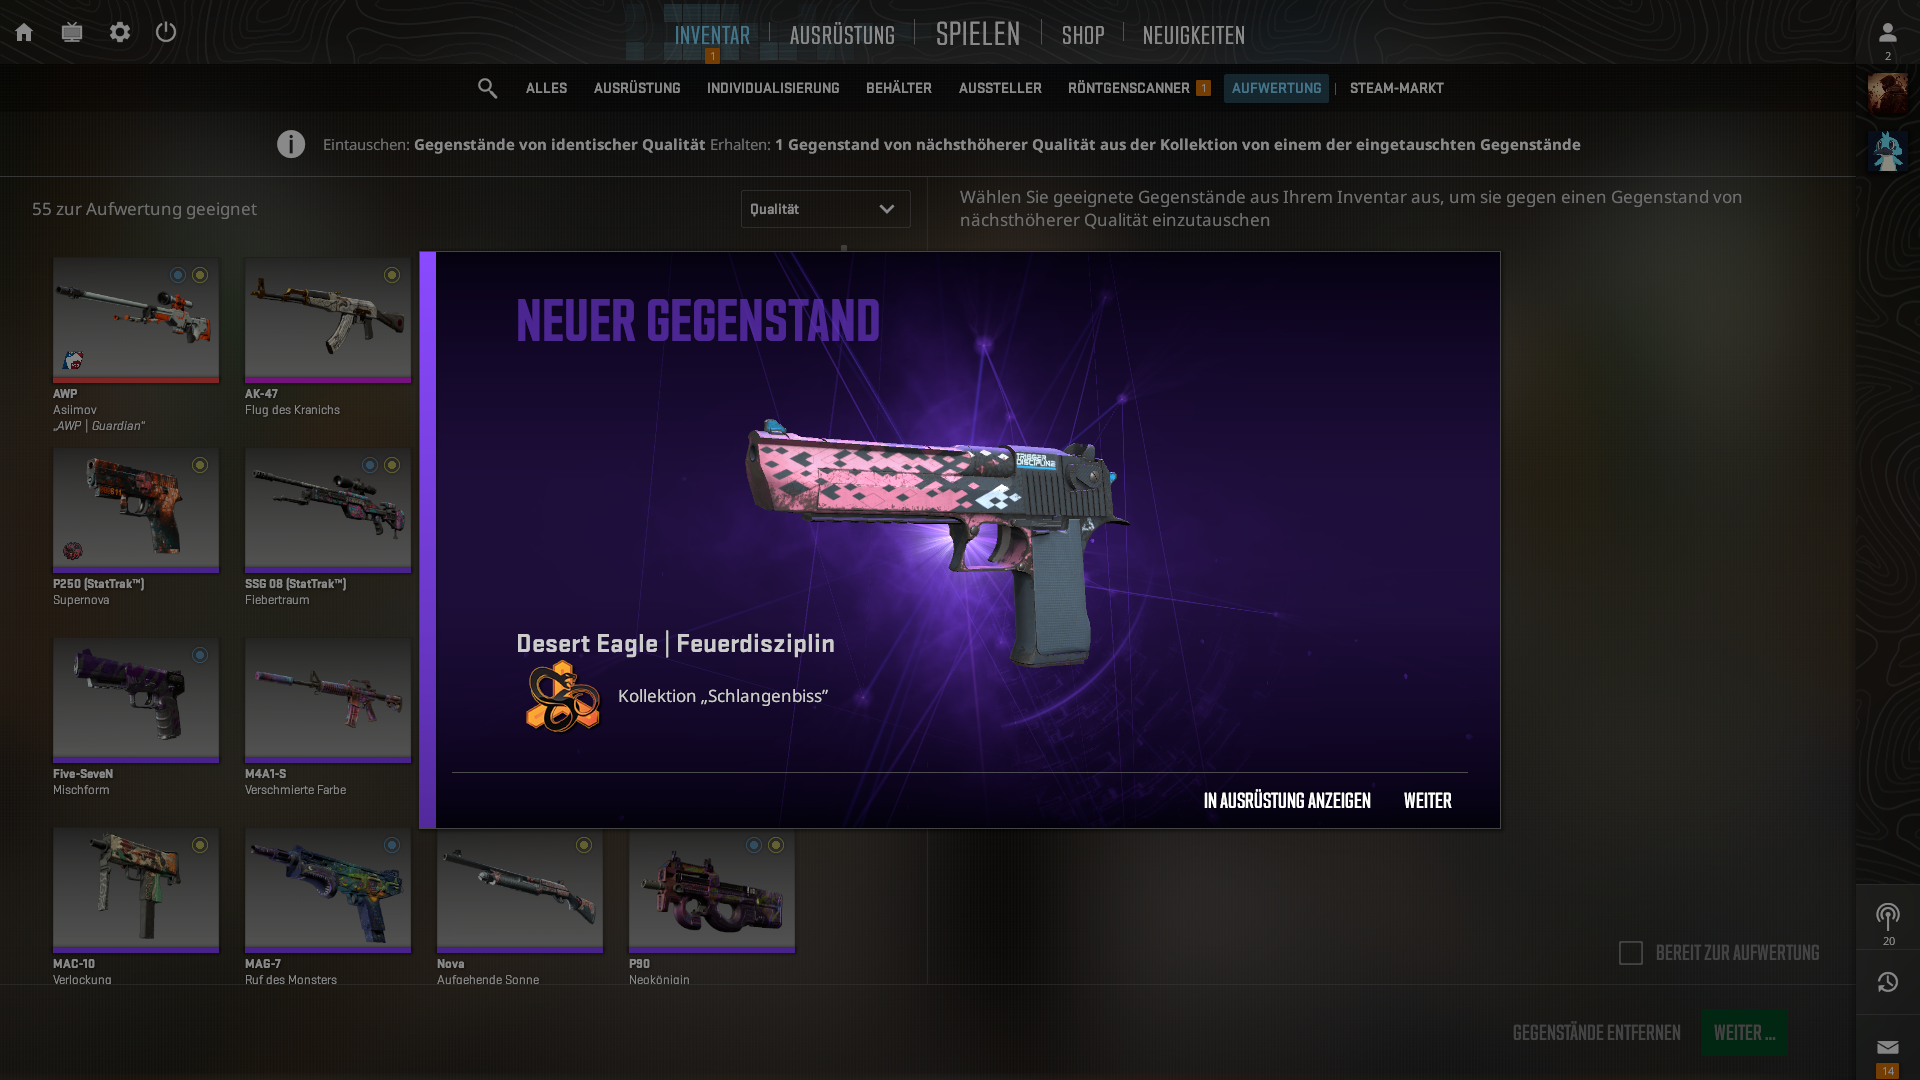 INVENTAR
1
AUSRÜSTUNG
SPIELEN
SHOP
NEUIGKEITEN
2
ALLES
AUSRÜSTUNG
INDIVIDUALISIERUNG
BEHÄLTER
AUSSTELLER
RÖNTGENSCANNER 1
AUFWERTUNG
STEAM-MARKT
Eintauschen: Gegenstände von identischer Qualität Erhalten: 1 Gegenstand von nächsthöherer Qualität aus der Kollektion von einem der eingetauschten Gegenstände
55 zur Aufwertung geeignet
Qualität
Wählen Sie geeignete Gegenstände aus Ihrem Inventar aus, um sie gegen einen Gegenstand von
nächsthöherer Qualität einzutauschen
AWP
Asiimov
„AWP | Guardian“
AK-47
Flug des Kranichs
P250 (StatTrak™)
Supernova
SSG 08 (StatTrak™)
Fiebertraum
Five-SeveN
Mischform
M4A1-S
Verschmierte Farbe
NEUER GEGENSTAND
TRIGGER
DISCIPLINE
Desert Eagle | Feuerdisziplin
Kollektion „Schlangenbiss”
IN AUSRÜSTUNG ANZEIGEN
WEITER
MAC-10
Verlockung
MAG-7
Ruf des Monsters
Nova
Aufgehende Sonne
P90
Neokönigin
BEREIT ZUR AUFWERTUNG
GEGENSTÄNDE ENTFERNEN
WEITER ...
20
14